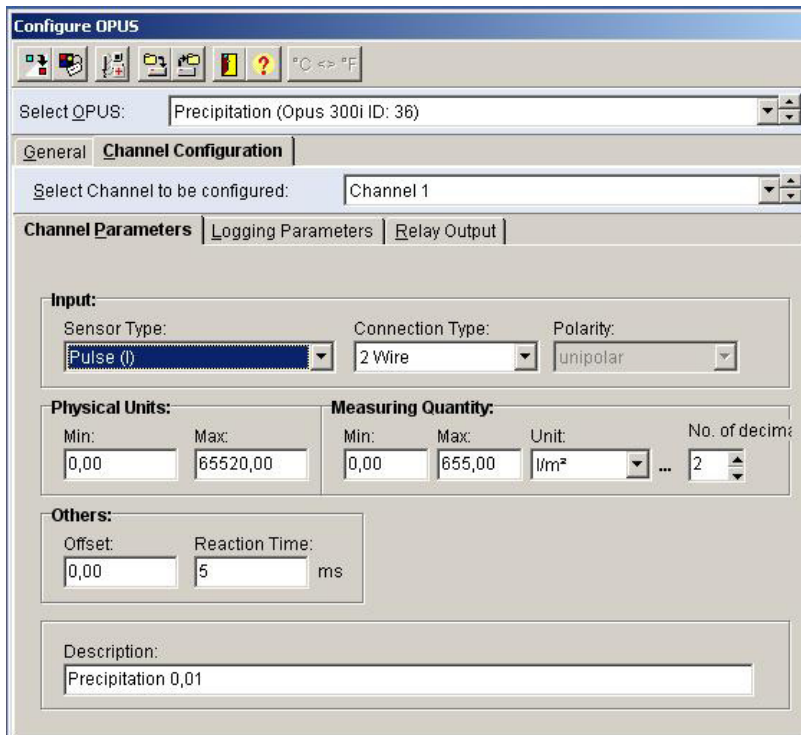 Configure OPUS
°C <=> °F
Select OPUS: Precipitation (Opus 300i ID: 36)
General Channel Configuration
Select Channel to be configured: Channel 1
Channel Parameters Logging Parameters Relay Output
Input:
Sensor Type: Connection Type: Polarity:
Pulse (I) 2 Wire unipolar
Physical Units: Measuring Quantity:
Min: Max: Min: Max: Unit: No. of decima
0,00 65520,00 0,00 655,00 l/m² ... 2
Others:
Offset: Reaction Time:
0,00 5 ms
Description:
Precipitation 0,01